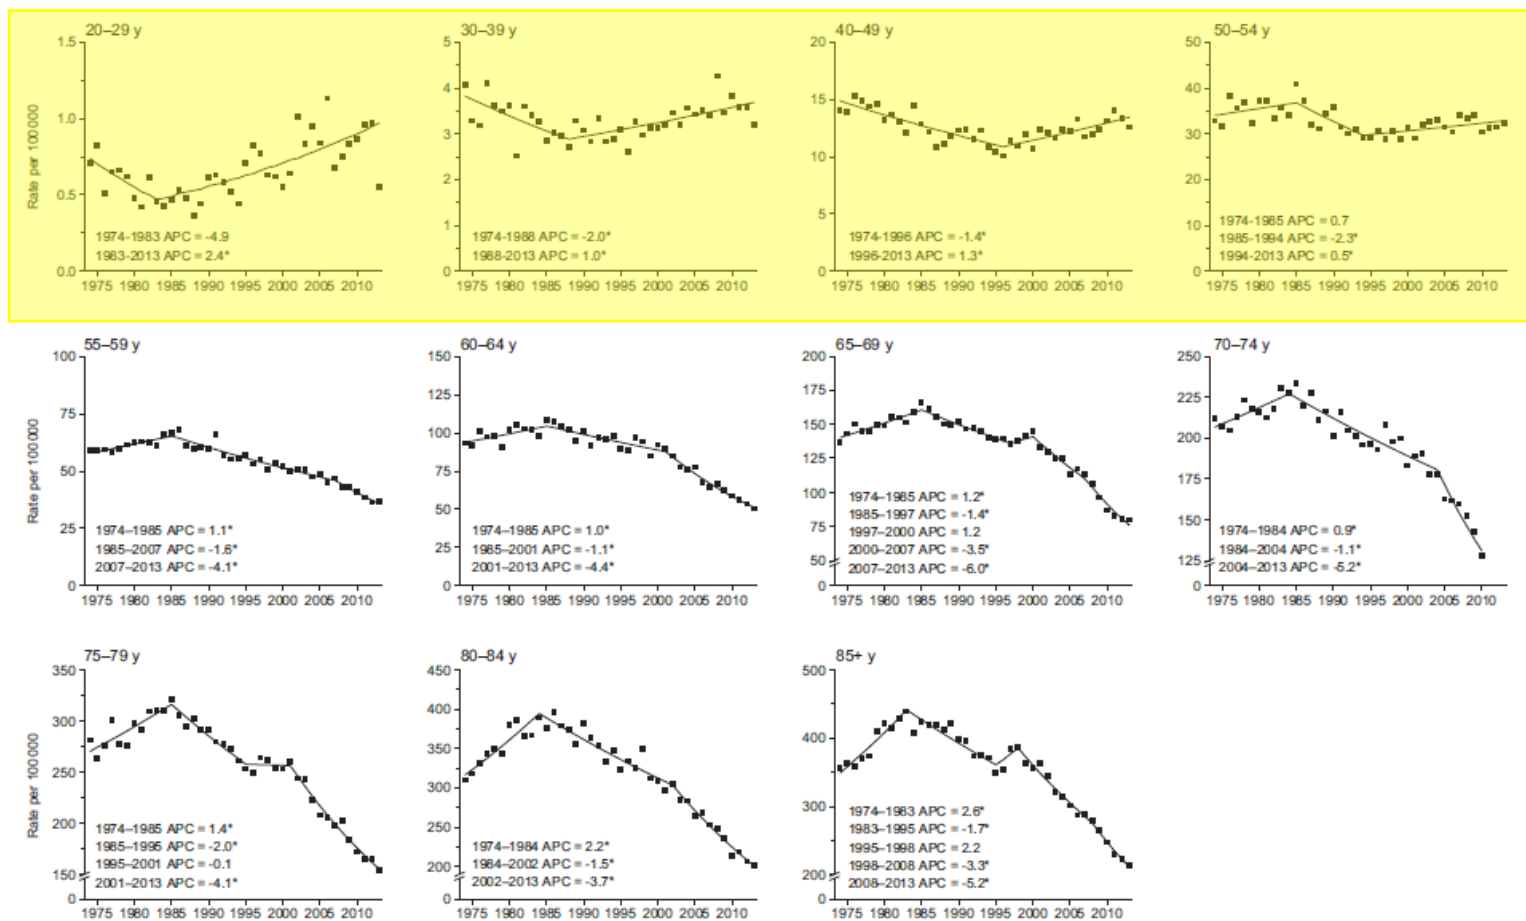 20–29 y
1.5
1.0
0.5
0.0
Rate per 100 000
1974-1983 APC = -4.9
1983-2013 APC = 2.4*
1975 1980 1985 1990 1995 2000 2005 2010
30–39 y
5
4
3
2
1
0
1974-1988 APC = -2.0*
1988-2013 APC = 1.0*
1975 1980 1985 1990 1995 2000 2005 2010
40–49 y
20
15
10
5
0
1974-1996 APC = -1.4*
1996-2013 APC = 1.3*
1975 1980 1985 1990 1995 2000 2005 2010
50–54 y
50
40
30
20
10
0
1974-1985 APC = 0.7
1985-1994 APC = -2.3*
1994-2013 APC = 0.5*
1975 1980 1985 1990 1995 2000 2005 2010
55–59 y
100
75
50
25
0
Rate per 100 000
1974–1985 APC = 1.1*
1985–2007 APC = -1.6*
2007–2013 APC = -4.1*
1975 1980 1985 1990 1995 2000 2005 2010
60–64 y
150
125
100
75
50
25
0
1974–1985 APC = 1.0*
1985–2001 APC = -1.1*
2001–2013 APC = -4.4*
1975 1980 1985 1990 1995 2000 2005 2010
65–69 y
200
175
150
125
100
75
50
0
1974–1985 APC = 1.2*
1985–1997 APC = -1.4*
1997–2000 APC = 1.2
2000–2007 APC = -3.5*
2007–2013 APC = -6.0*
1975 1980 1985 1990 1995 2000 2005 2010
70–74 y
250
225
200
175
150
125
0
1974–1984 APC = 0.9*
1984–2004 APC = -1.1*
2004–2013 APC = -5.2*
1975 1980 1985 1990 1995 2000 2005 2010
75–79 y
350
300
250
200
150
0
Rate per 100 000
1974–1985 APC = 1.4*
1985–1995 APC = -2.0*
1995–2001 APC = -0.1
2001–2013 APC = -4.1*
1975 1980 1985 1990 1995 2000 2005 2010
80–84 y
450
400
350
300
250
200
0
1974–1984 APC = 2.2*
1984–2002 APC = -1.5*
2002–2013 APC = -3.7*
1975 1980 1985 1990 1995 2000 2005 2010
85+ y
500
400
300
200
0
1974–1983 APC = 2.6*
1983–1995 APC = -1.7*
1995–1998 APC = 2.2
1998–2008 APC = -3.3*
2008–2013 APC = -5.2*
1975 1980 1985 1990 1995 2000 2005 2010